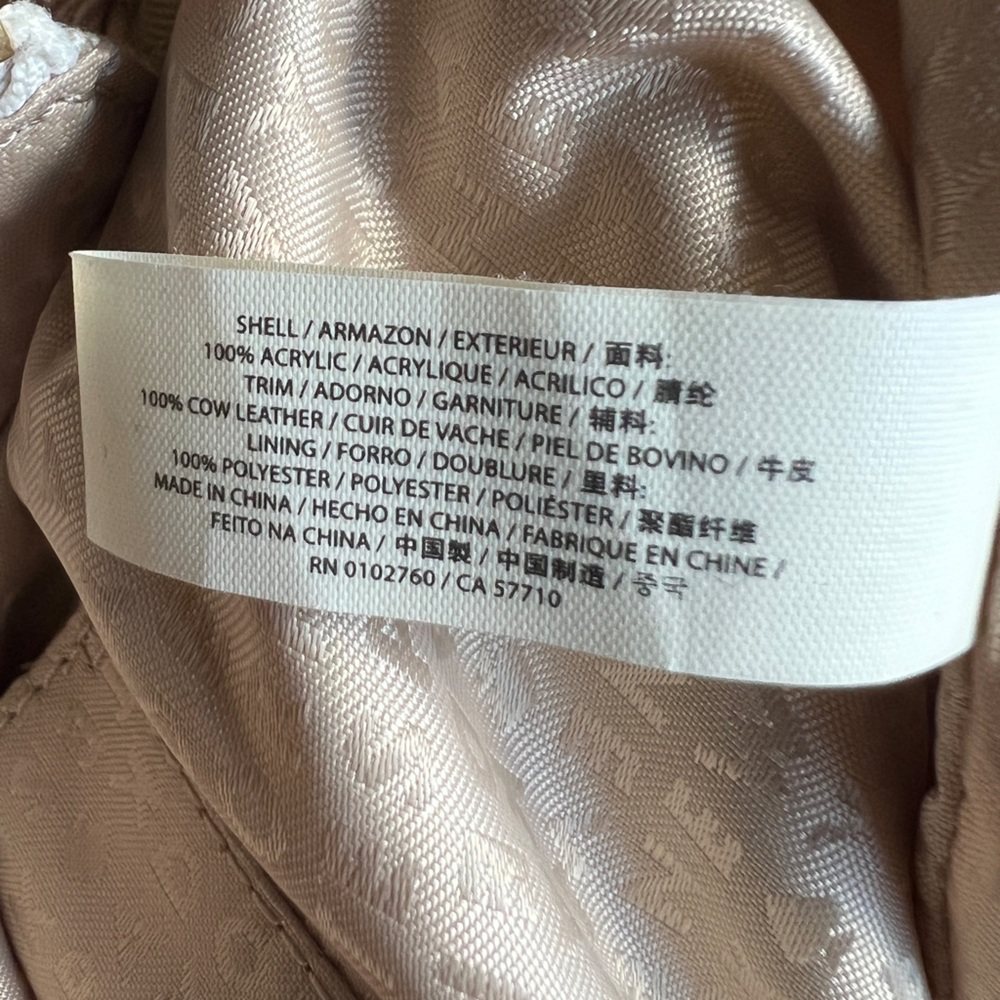 SHELL / ARMAZON / EXTERIEUR / 面料:
100% ACRYLIC / ACRYLIQUE / ACRILICO / 腈纶
TRIM / ADORNO / GARNITURE / 辅料:
100% COW LEATHER / CUIR DE VACHE / PIEL DE BOVINO / 牛皮
LINING / FORRO / DOUBLURE / 里料:
100% POLYESTER / POLYESTER / POLIÉSTER / 聚酯纤维
MADE IN CHINA / HECHO EN CHINA / FABRIQUE EN CHINE /
FEITO NA CHINA / 中国製 / 中国制造 / 중국
RN 0102760 / CA 57710